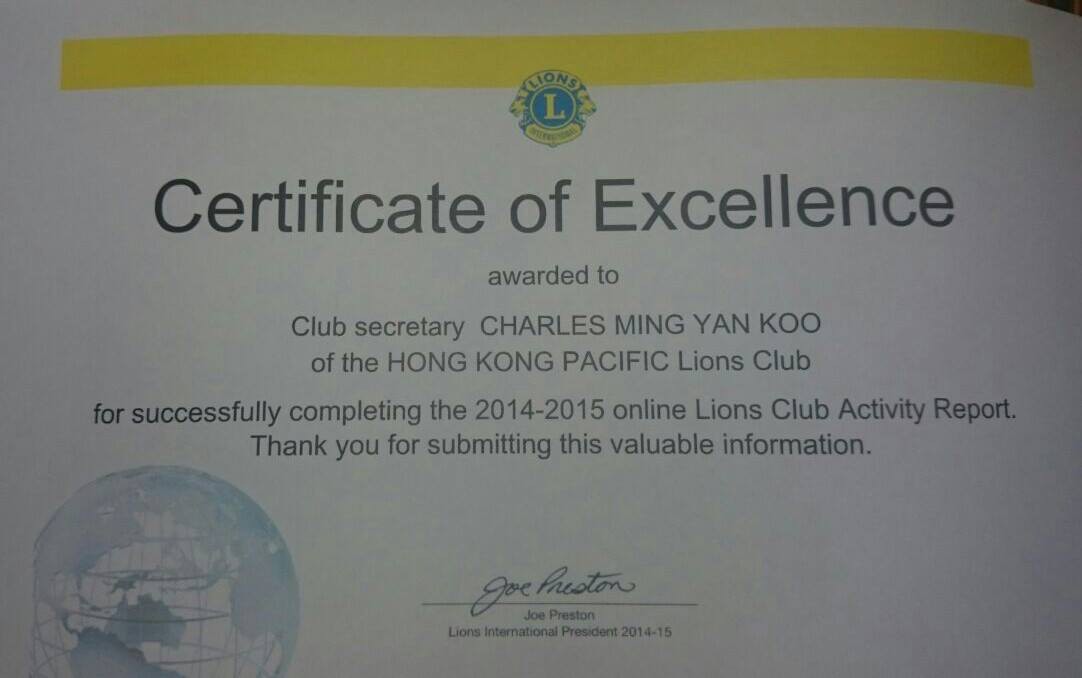 LIONS
L
INTERNATIONAL
Certificate of Excellence
awarded to
Club secretary CHARLES MING YAN KOO
of the HONG KONG PACIFIC Lions Club
for successfully completing the 2014-2015 online Lions Club Activity Report.
Thank you for submitting this valuable information.
Joe Preston
Joe Preston
Lions International President 2014-15